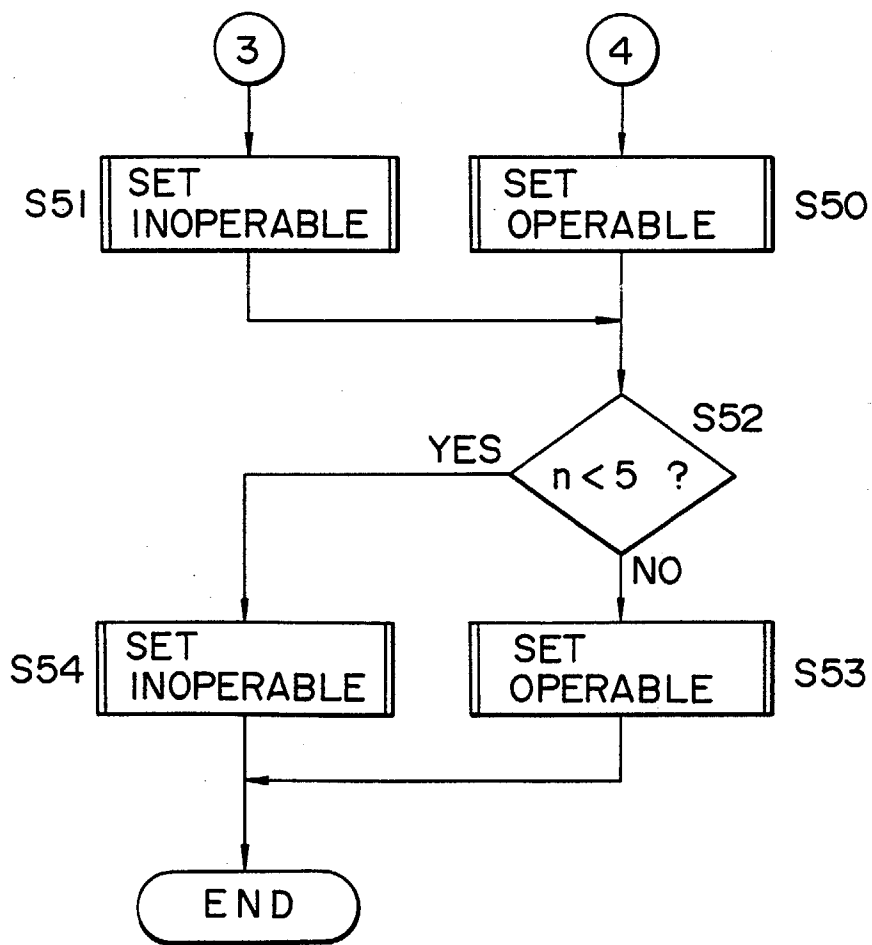 3
4
S51
SET
INOPERABLE
SET
OPERABLE
S50
S52
YES
n < 5 ?
NO
S54
SET
INOPERABLE
SET
OPERABLE
S53
END